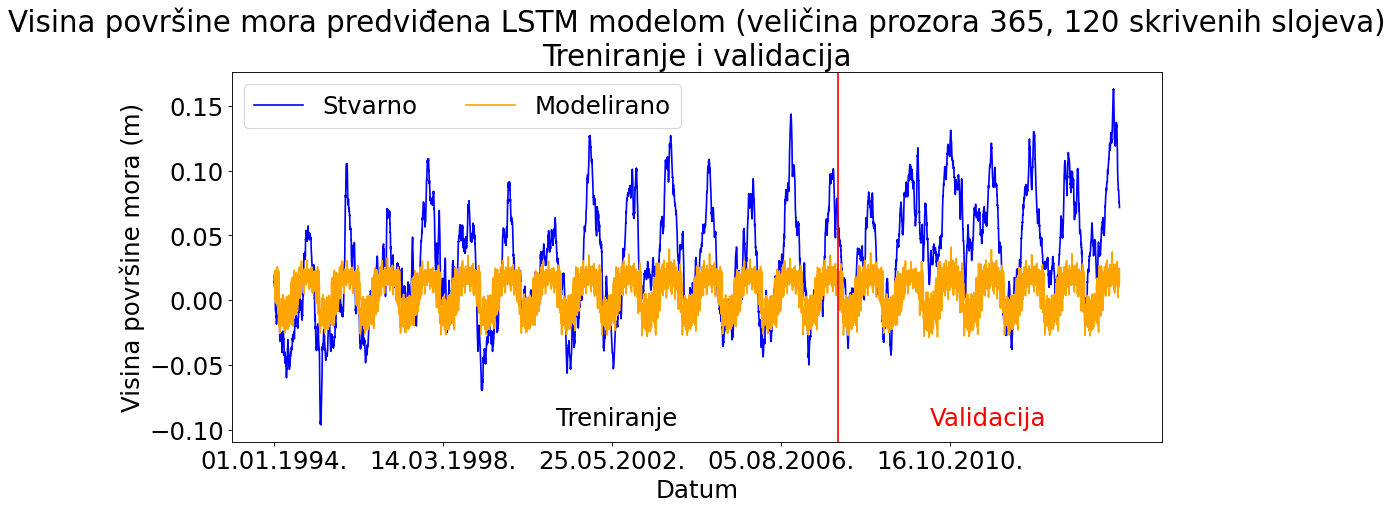 Visina površine mora predviđena LSTM modelom (veličina prozora 365, 120 skrivenih slojeva)
Treniranje i validacija
Stvarno Modelirano
Visina površine mora (m)
0.15
0.10
0.05
0.00
−0.05
−0.10
Treniranje Validacija
01.01.1994. 14.03.1998. 25.05.2002. 05.08.2006. 16.10.2010.
Datum